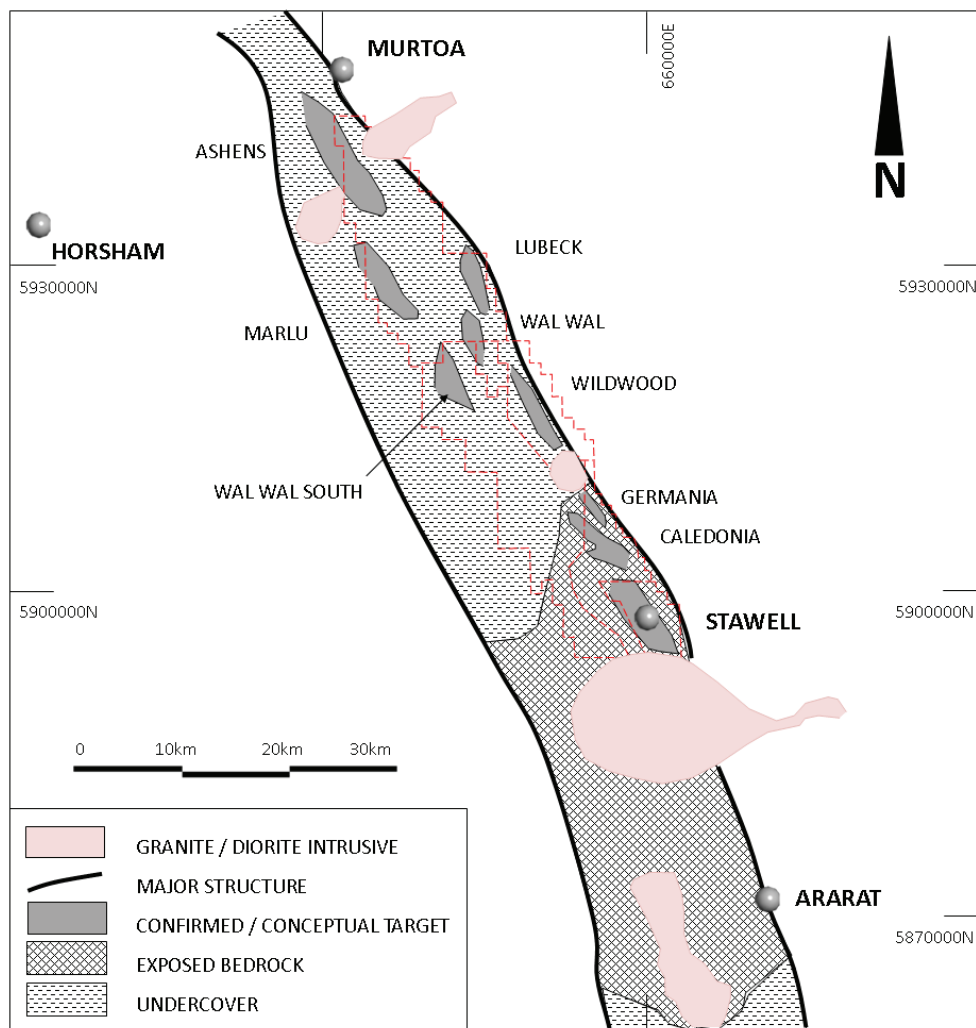 MURTOA
660000E
N
ASHENS
HORSHAM
LUBECK
5930000N
5930000N
WAL WAL
MARLU
WILDWOOD
WAL WAL SOUTH
GERMANIA
CALEDONIA
5900000N
5900000N
STAWELL
0 10km 20km 30km
GRANITE / DIORITE INTRUSIVE
MAJOR STRUCTURE
CONFIRMED / CONCEPTUAL TARGET
EXPOSED BEDROCK
UNDERCOVER
ARARAT
5870000N